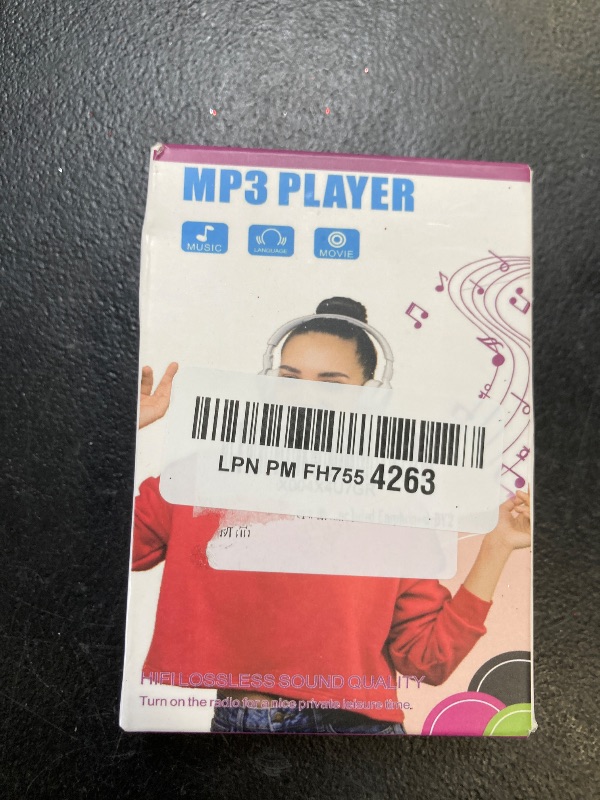 MP3 PLAYER
MUSIC
LANGUAGE
MOVIE
LPN PM FH755 4263
HIFI LOSSLESS SOUND QUALITY
Turn on the radio for a nice private leisure time.